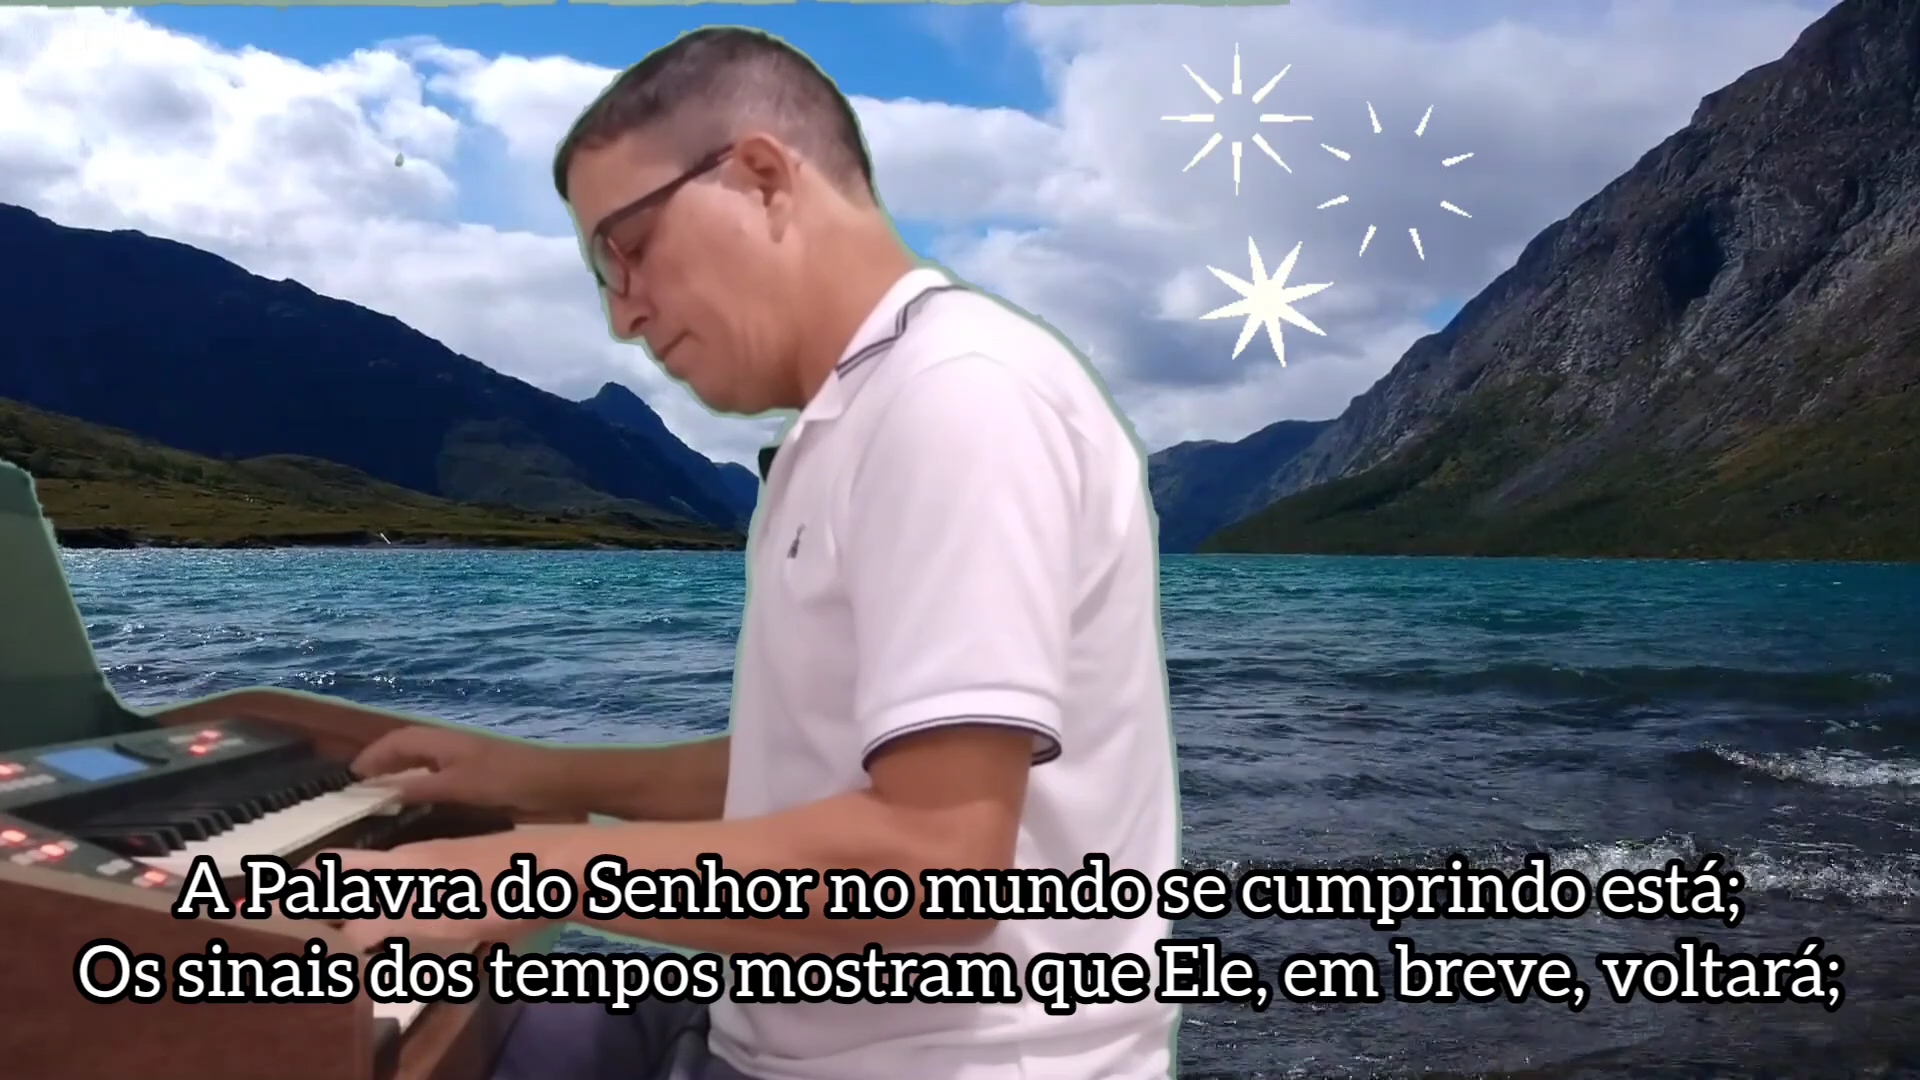 A Palavra do Senhor no mundo se cumprindo está;
Os sinais dos tempos mostram que Ele, em breve, voltará;